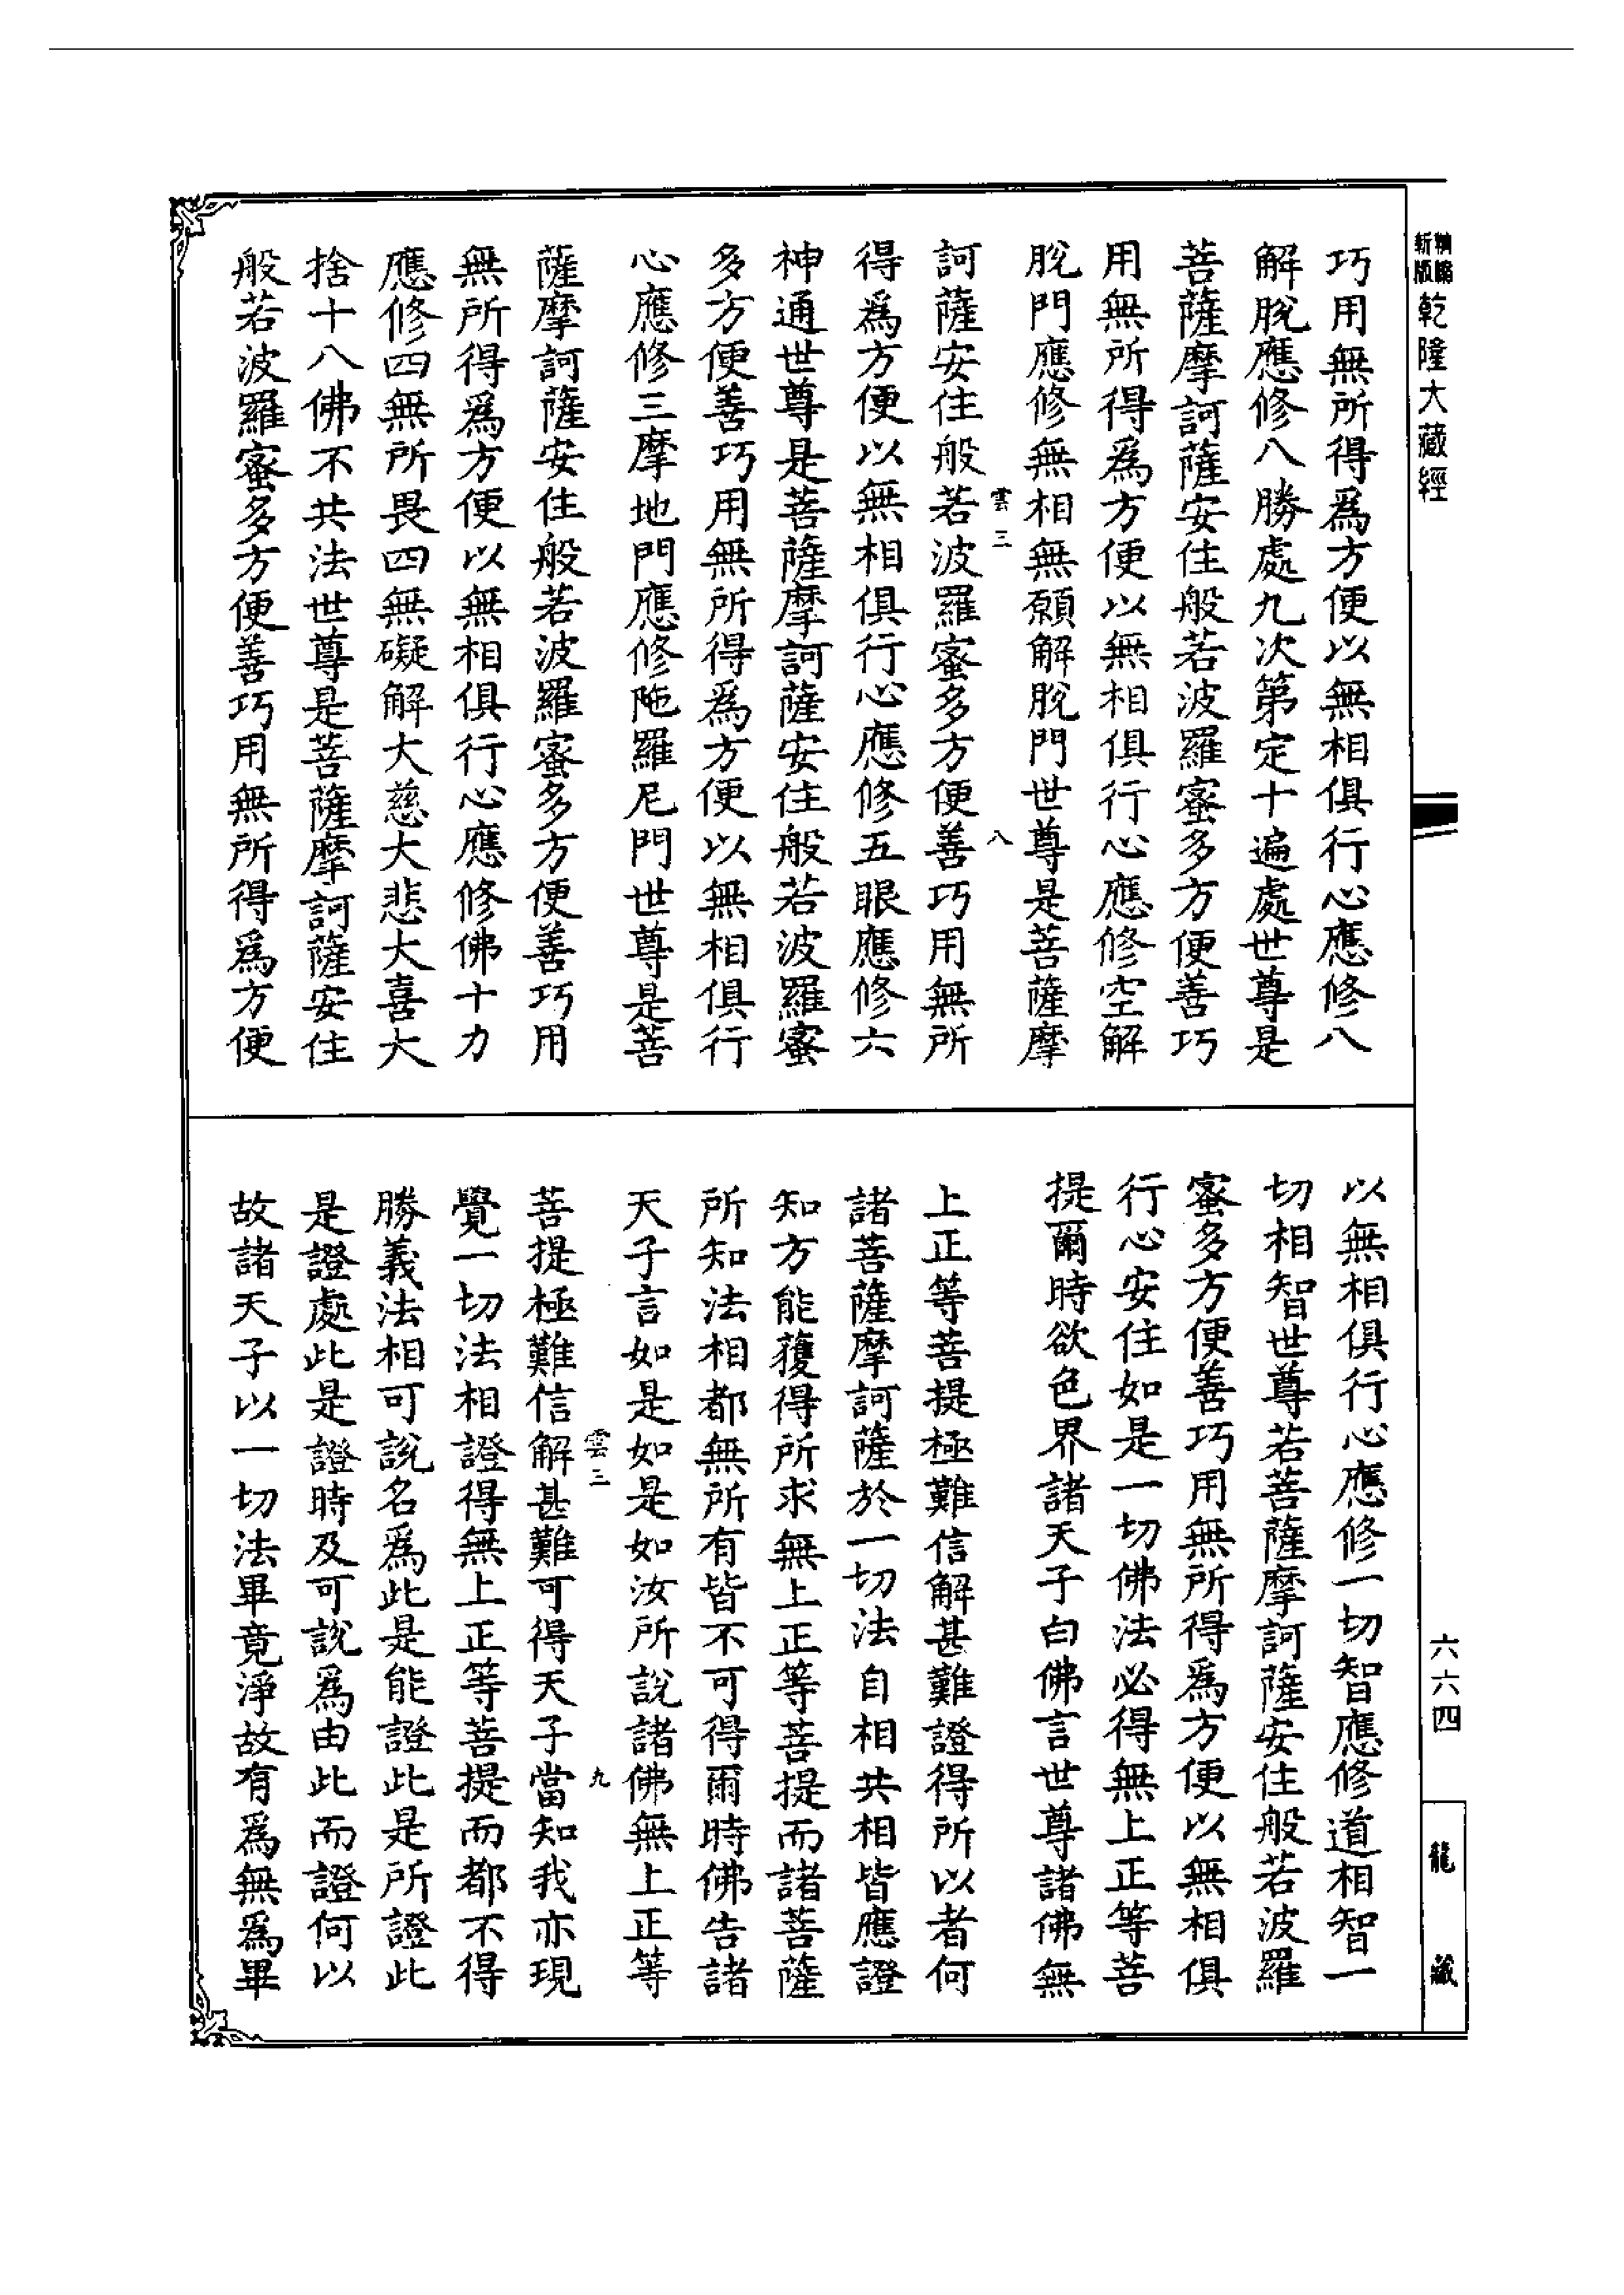 精編
新版
乾隆大藏經
巧用無所得為方便以無相俱行心應修八
解脫應修八勝處九次第定十遍處世尊是
菩薩摩訶薩安住般若波羅蜜多方便善巧
用無所得為方便以無相俱行心應修空解
脫門應修無相無願解脫門世尊是菩薩摩
雲三
八
訶薩安住般若波羅蜜多方便善巧用無所
得為方便以無相俱行心應修五眼應修六
神通世尊是菩薩摩訶薩安住般若波羅蜜
多方便善巧用無所得為方便以無相俱行
心應修三摩地門應修陁羅尼門世尊是菩
薩摩訶薩安住般若波羅蜜多方便善巧用
無所得為方便以無相俱行心應修佛十力
應修四無所畏四無礙解大慈大悲大喜大
捨十八佛不共法世尊是菩薩摩訶薩安住
般若波羅蜜多方便善巧用無所得為方便
以無相俱行心應修一切智應修道相智一
切相智世尊若菩薩摩訶薩安住般若波羅
蜜多方便善巧用無所得為方便以無相俱
行心安住如是一切佛法必得無上正等菩
提爾時欲色界諸天子白佛言世尊諸佛無
上正等菩提極難信解甚難證得所以者何
諸菩薩摩訶薩於一切法自相共相皆應證
知方能獲得所求無上正等菩提而諸菩薩
所知法相都無所有皆不可得爾時佛告諸
天子言如是如是如汝所說諸佛無上正等
雲三
九
菩提極難信解甚難可得天子當知我亦現
覺一切法相證得無上正等菩提而都不得
勝義法相可說名為此是能證此是所證此
是證處此是證時及可說為由此而證何以
故諸天子以一切法畢竟淨故有為無為畢
六六四
龍藏